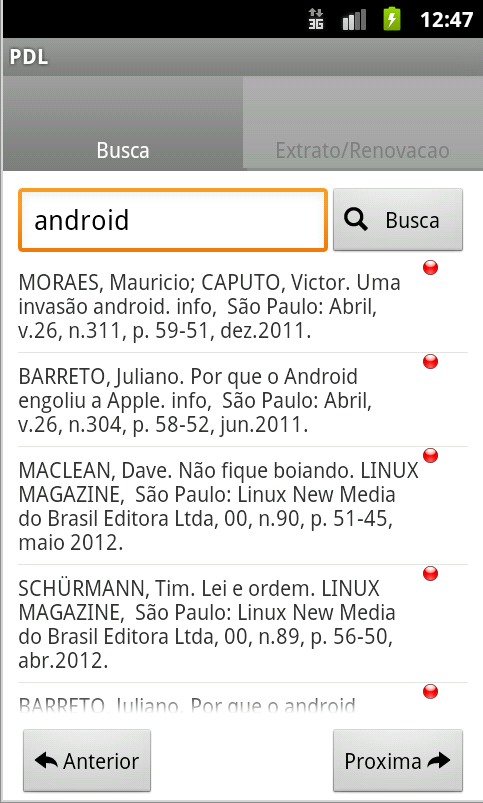 3G 12:47
PDL
Busca Extrato/Renovacao
android Busca
MORAES, Mauricio; CAPUTO, Victor. Uma
invasão android. info,  São Paulo: Abril,
v.26, n.311, p. 59-51, dez.2011.
BARRETO, Juliano. Por que o Android
engoliu a Apple. info,  São Paulo: Abril,
v.26, n.304, p. 58-52, jun.2011.
MACLEAN, Dave. Não fique boiando. LINUX
MAGAZINE,  São Paulo: Linux New Media
do Brasil Editora Ltda, 00, n.90, p. 51-45,
maio 2012.
SCHÜRMANN, Tim. Lei e ordem. LINUX
MAGAZINE,  São Paulo: Linux New Media
do Brasil Editora Ltda, 00, n.89, p. 56-50,
abr.2012.
BARRETO, Juliano. Por que o android
Anterior Proxima